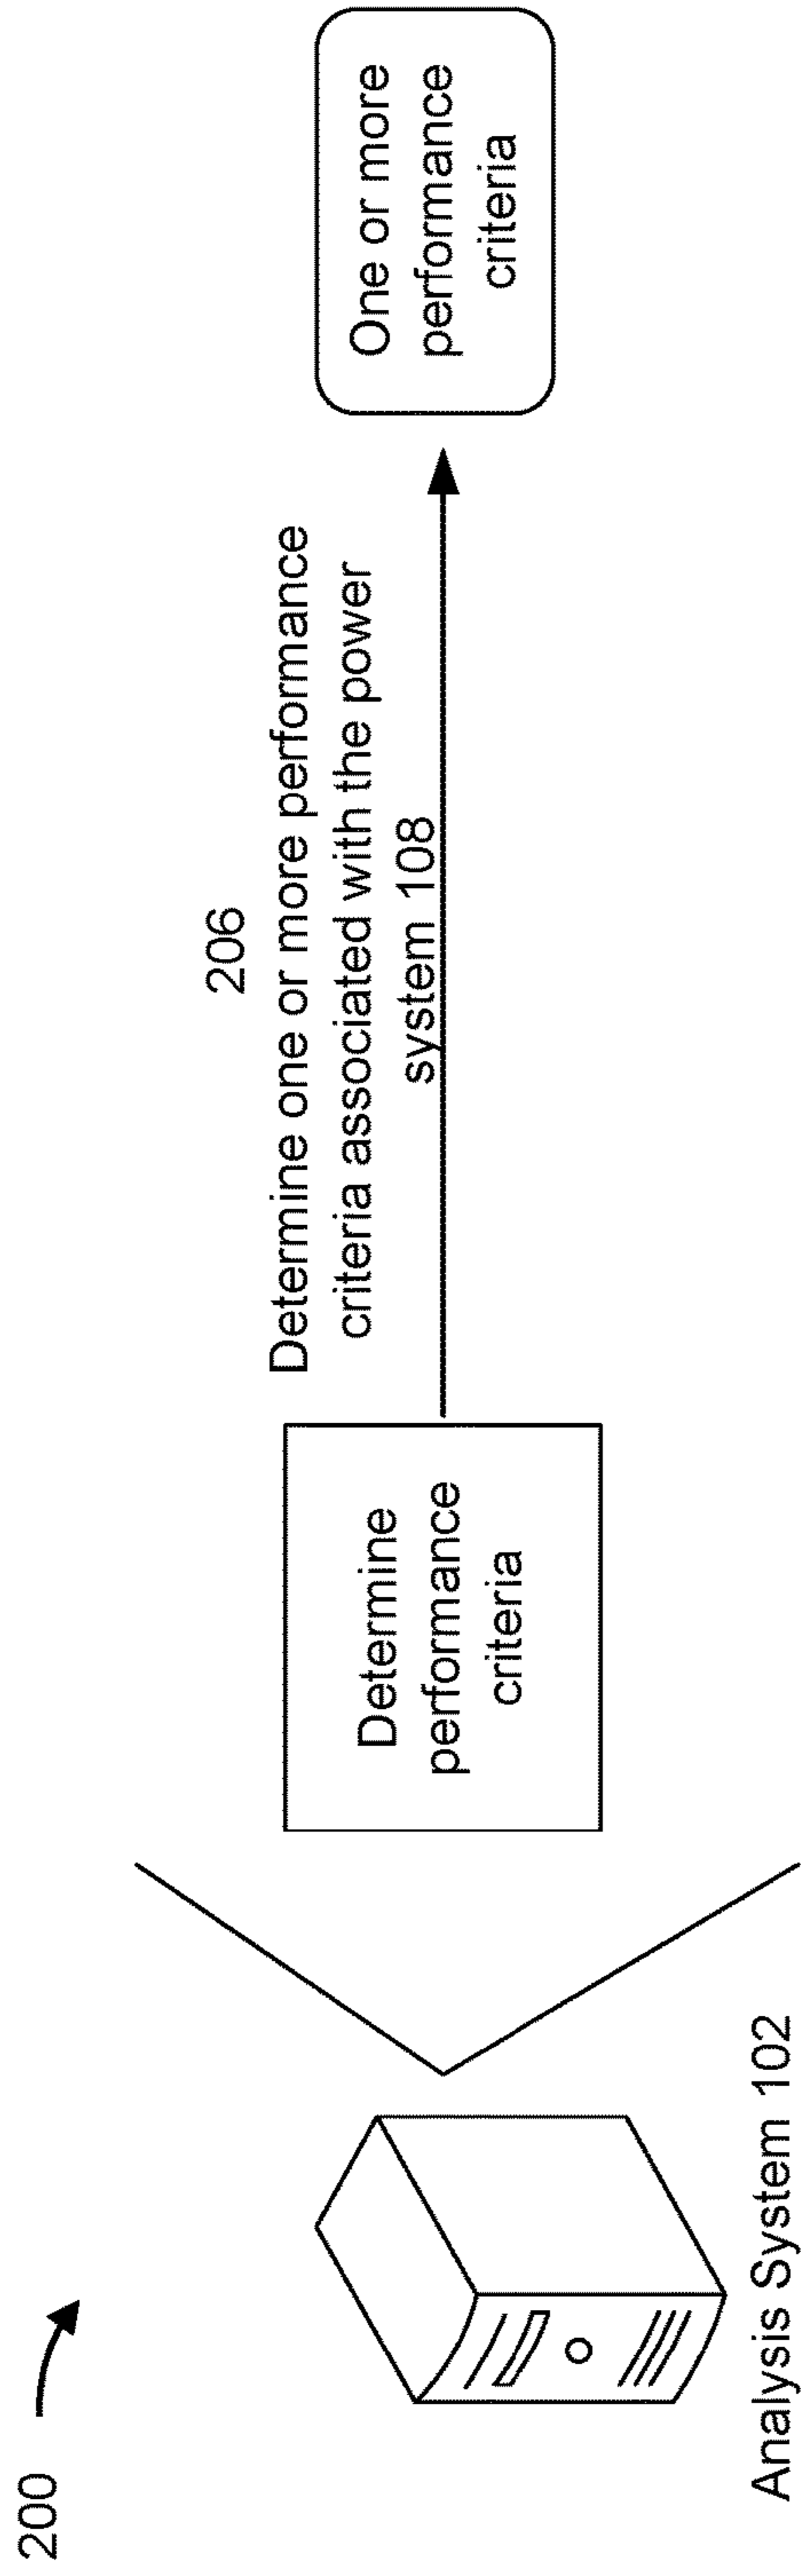 200
Analysis System 102
Determine
performance
criteria
206
Determine one or more performance
criteria associated with the power
system 108
One or more
performance
criteria